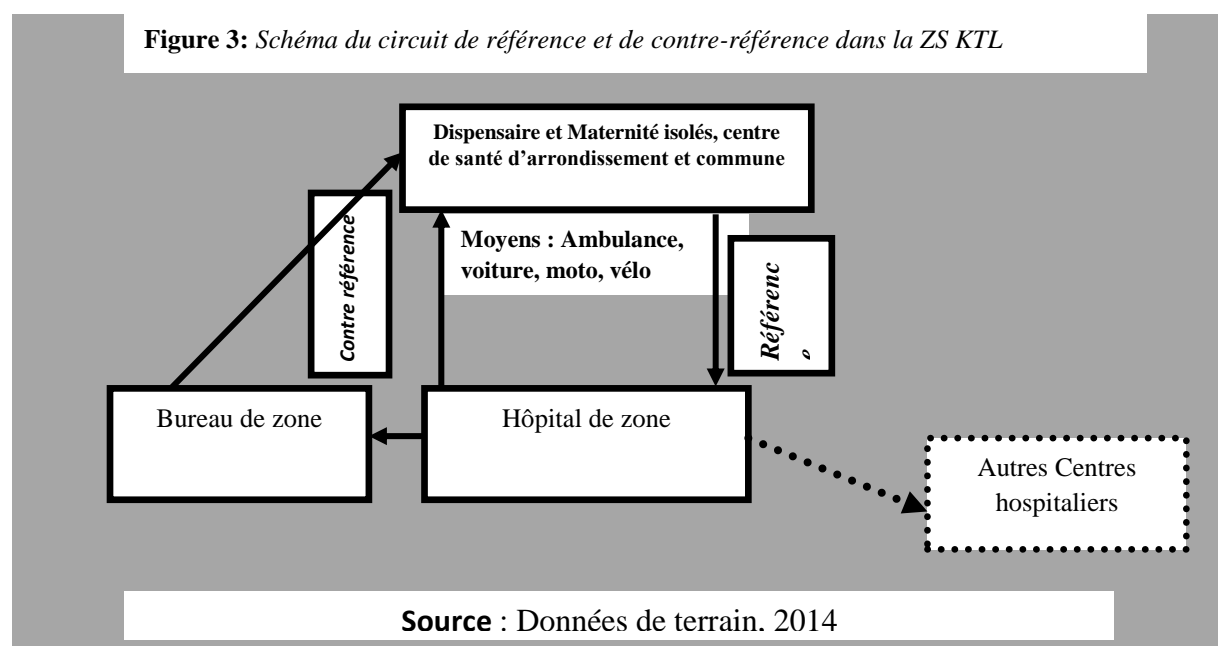 Figure 3: Schéma du circuit de référence et de contre-référence dans la ZS KTL
Dispensaire et Maternité isolés, centre
de santé d'arrondissement et commune
Contre référence
Moyens : Ambulance,
voiture, moto, vélo
Référenc
e
Bureau de zone
Hôpital de zone
Autres Centres
hospitaliers
Source : Données de terrain, 2014